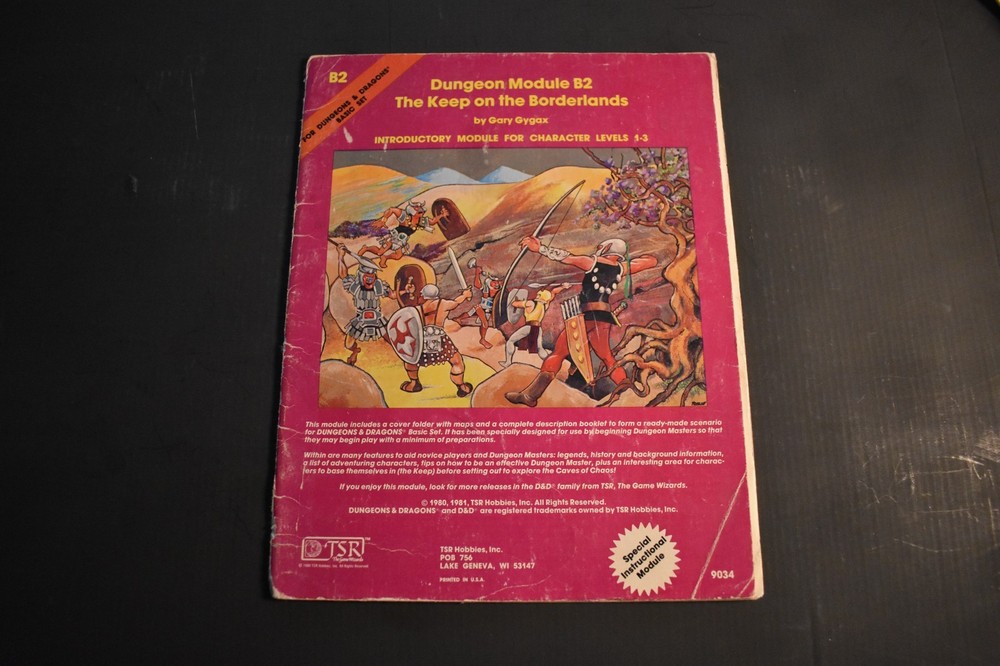 B2
FOR DUNGEONS & DRAGONS®
BASIC SET
Dungeon Module B2
The Keep on the Borderlands
by Gary Gygax
INTRODUCTORY MODULE FOR CHARACTER LEVELS 1-3
This module includes a cover folder with maps and a complete description booklet to form a ready-made scenario
for DUNGEONS & DRAGONS® Basic Set. It has been specially designed for use by beginning Dungeon Masters so that
they may begin play with a minimum of preparations.
Within are many features to aid novice players and Dungeon Masters: legends, history and background information,
a list of adventuring characters, tips on how to be an effective Dungeon Master, plus an interesting area for charac-
ters to base themselves in (the Keep) before setting out to explore the Caves of Chaos!
If you enjoy this module, look for more releases in the D&D® family from TSR, The Game Wizards.
© 1980, 1981, TSR Hobbies, Inc. All Rights Reserved.
DUNGEONS & DRAGONS® and D&D® are registered trademarks owned by TSR Hobbies, Inc.
TSR™
The Game Wizards
TSR Hobbies, Inc.
POB 756
LAKE GENEVA, WI 53147
PRINTED IN U.S.A.
Special
Instructional
Module
9034